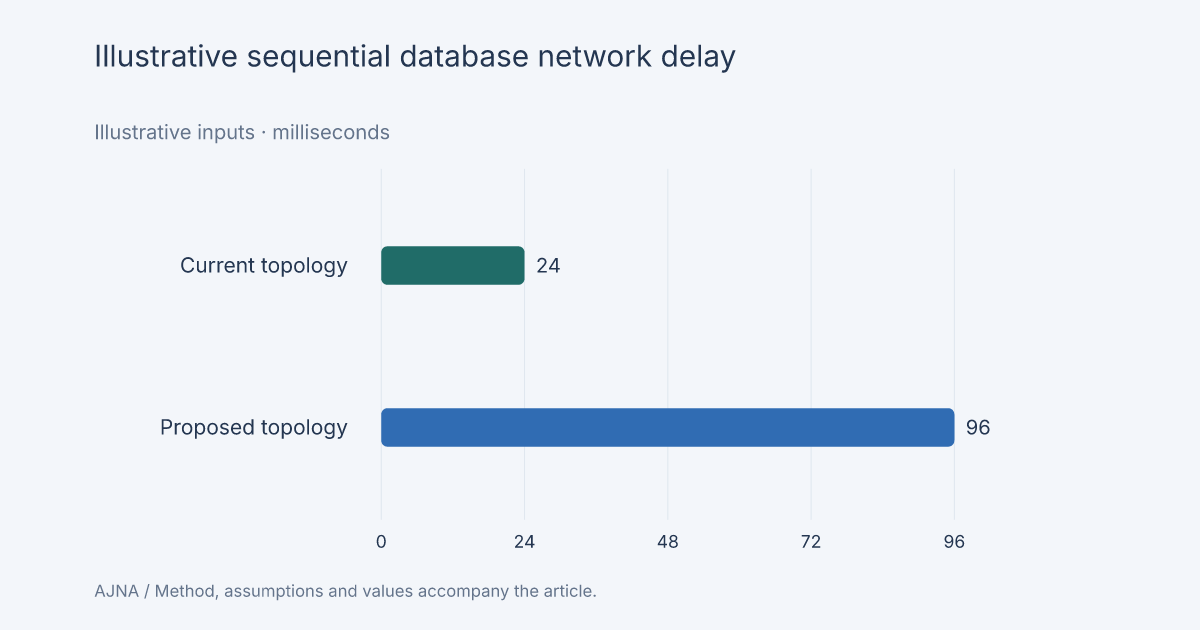 Illustrative sequential database network delay
Illustrative inputs · milliseconds
Current topology 24
Proposed topology 96
0 24 48 72 96
AJNA / Method, assumptions and values accompany the article.